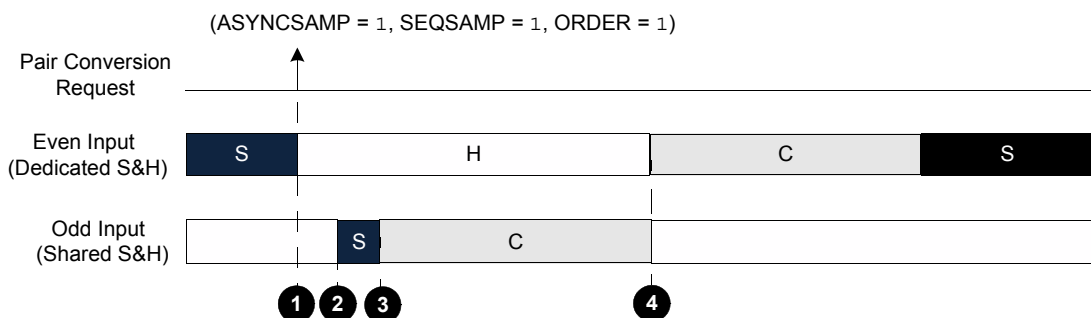 (ASYNCSAMP = 1, SEQSAMP = 1, ORDER = 1)
Pair Conversion
Request
Even Input
(Dedicated S&H)
S H C S
Odd Input
(Shared S&H)
S C
1 2 3 4